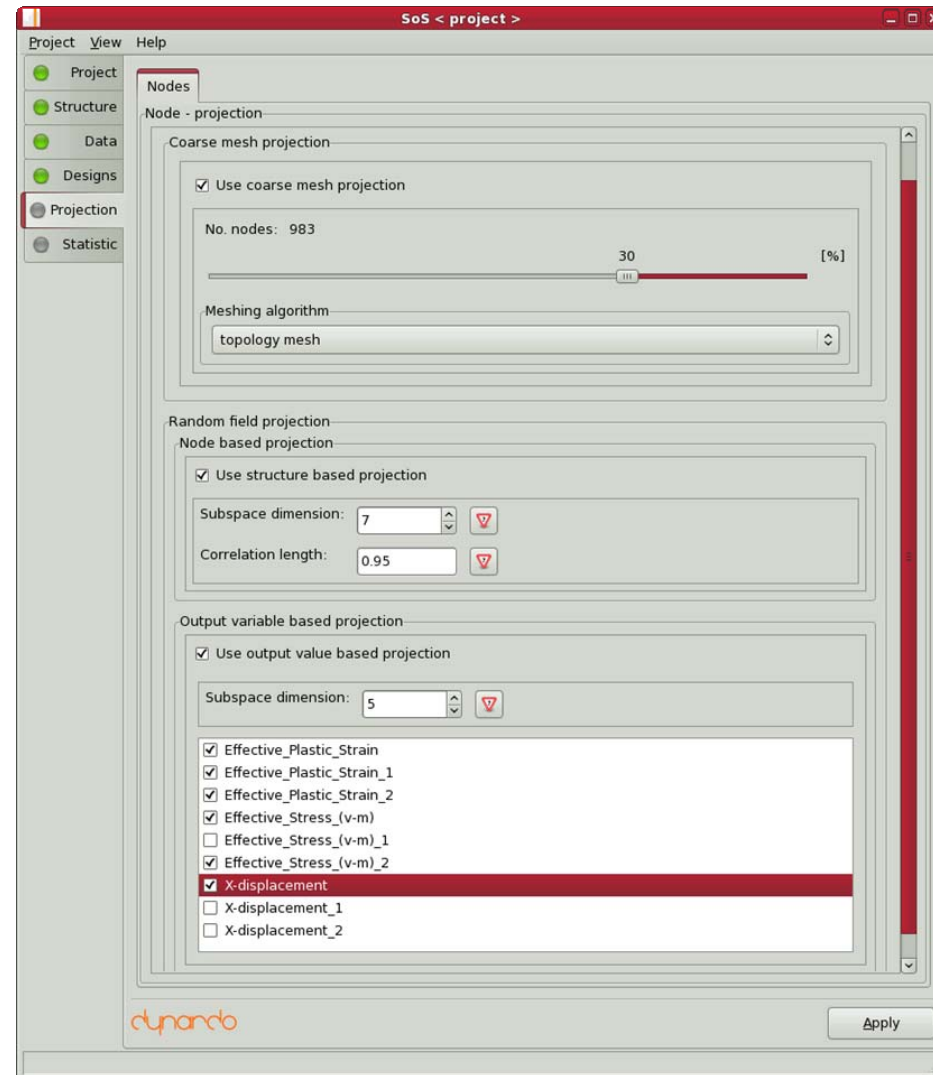 SoS < project >
Project View Help
Project
Structure
Data
Designs
Projection
Statistic
Nodes
Node - projection
Coarse mesh projection
Use coarse mesh projection
No. nodes: 983
30 [%]
Meshing algorithm
topology mesh
Random field projection
Node based projection
Use structure based projection
Subspace dimension: 7
Correlation length: 0.95
Output variable based projection
Use output value based projection
Subspace dimension: 5
Effective_Plastic_Strain
Effective_Plastic_Strain_1
Effective_Plastic_Strain_2
Effective_Stress_(v-m)
Effective_Stress_(v-m)_1
Effective_Stress_(v-m)_2
X-displacement
X-displacement_1
X-displacement_2
dynardo
Apply